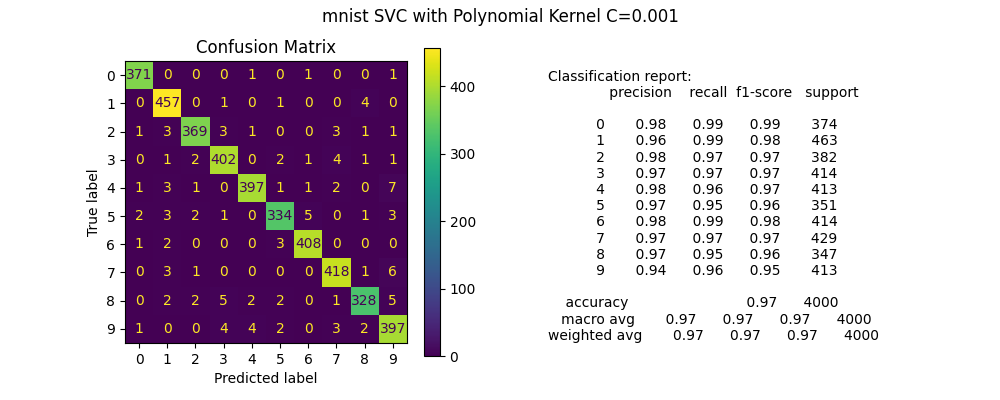 mnist SVC with Polynomial Kernel C=0.001
Confusion Matrix
True label
0 371 0 0 0 1 0 1 0 0 1
1 0 457 0 1 0 1 0 0 4 0
2 1 3 369 3 1 0 0 3 1 1
3 0 1 2 402 0 2 1 4 1 1
4 1 3 1 0 397 1 1 2 0 7
5 2 3 2 1 0 334 5 0 1 3
6 1 2 0 0 0 3 408 0 0 0
7 0 3 1 0 0 0 0 418 1 6
8 0 2 2 5 2 2 0 1 328 5
9 1 0 0 4 4 2 0 3 2 397
0 1 2 3 4 5 6 7 8 9
Predicted label
400
300
200
100
0
Classification report:
precision recall f1-score support
0 0.98 0.99 0.99 374
1 0.96 0.99 0.98 463
2 0.98 0.97 0.97 382
3 0.97 0.97 0.97 414
4 0.98 0.96 0.97 413
5 0.97 0.95 0.96 351
6 0.98 0.99 0.98 414
7 0.97 0.97 0.97 429
8 0.97 0.95 0.96 347
9 0.94 0.96 0.95 413
accuracy 0.97 4000
macro avg 0.97 0.97 0.97 4000
weighted avg 0.97 0.97 0.97 4000